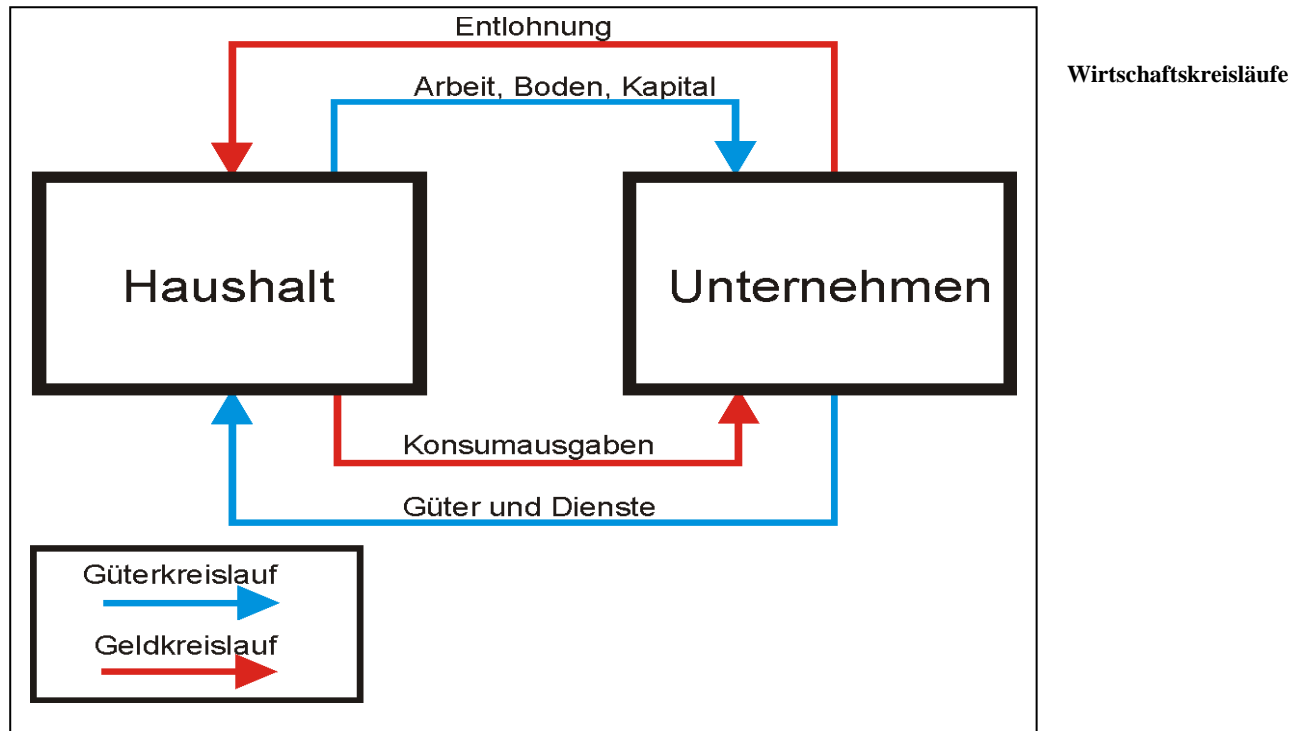 Entlohnung
Wirtschaftskreisläufe
Arbeit, Boden, Kapital
Haushalt
Unternehmen
Konsumausgaben
Güter und Dienste
Güterkreislauf
Geldkreislauf